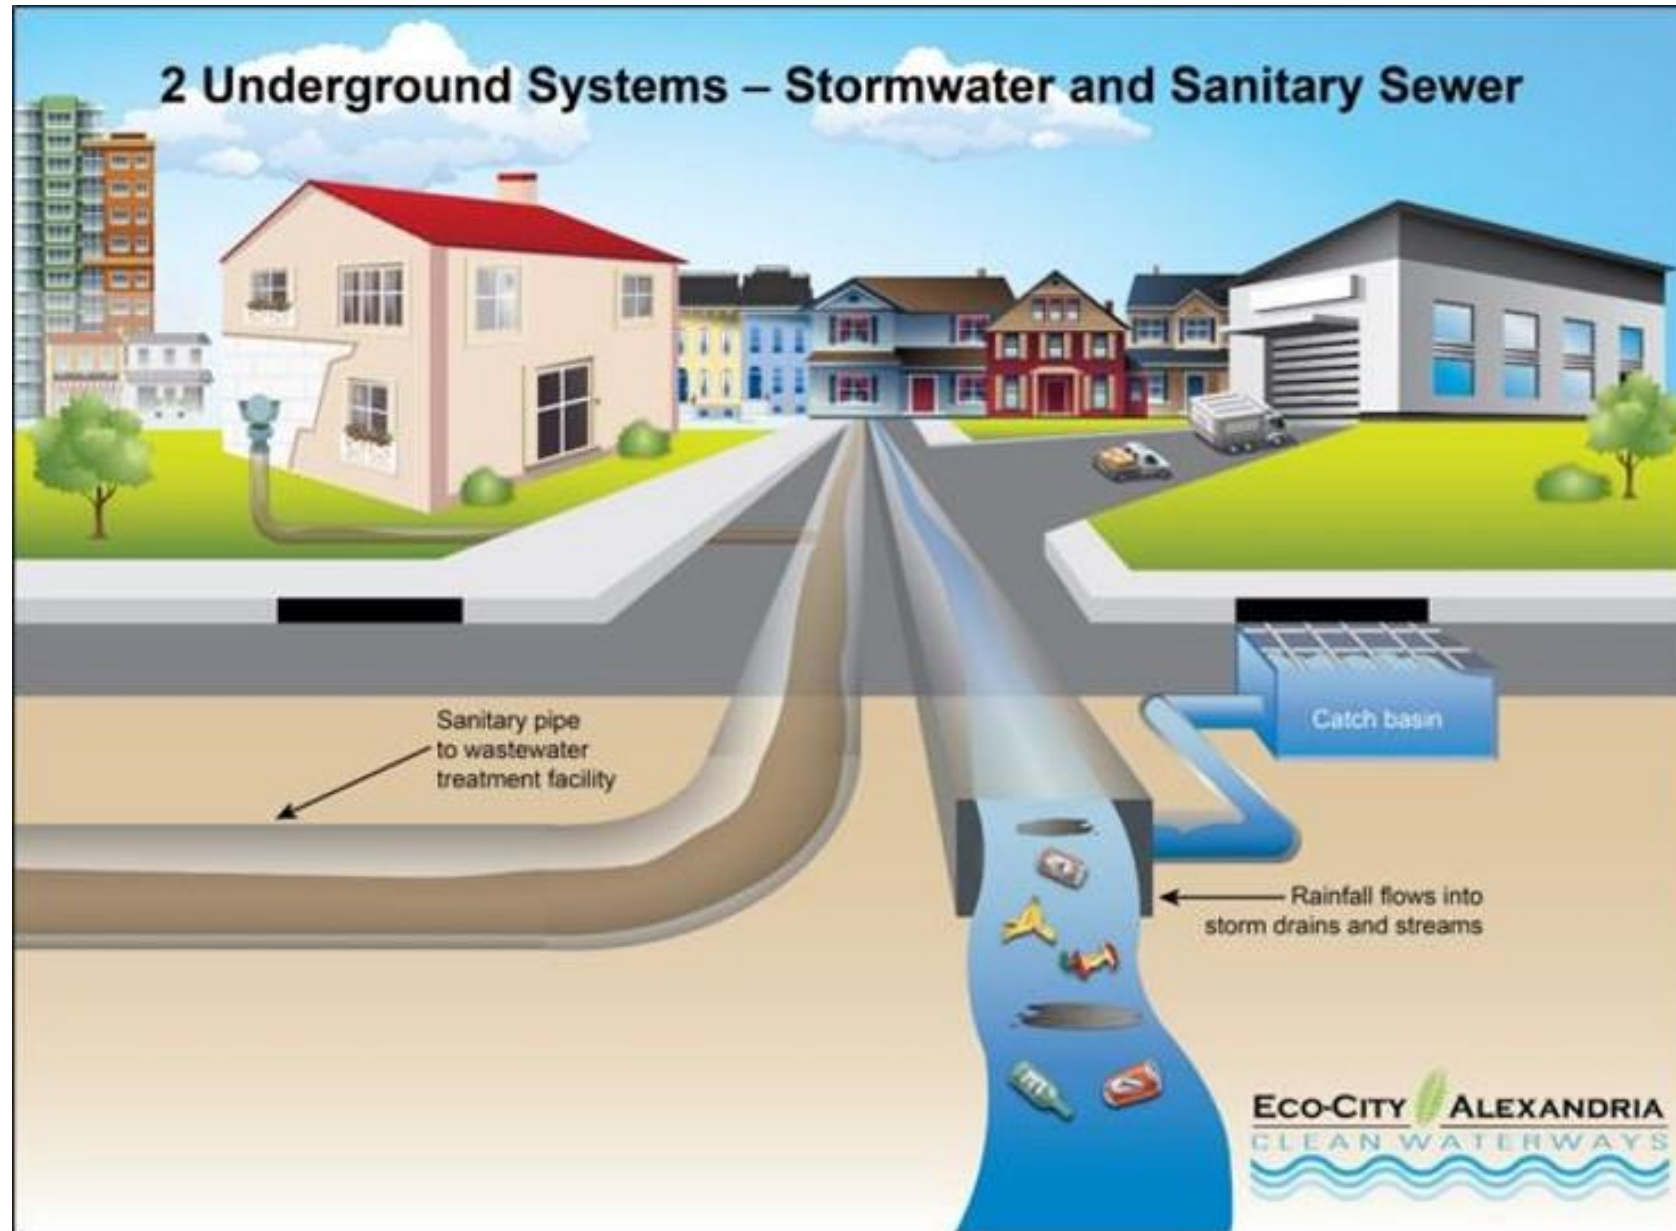 2 Underground Systems – Stormwater and Sanitary Sewer
Sanitary pipe
to wastewater
treatment facility
Catch basin
Rainfall flows into
storm drains and streams
ECO-CITY ALEXANDRIA
CLEAN WATERWAYS